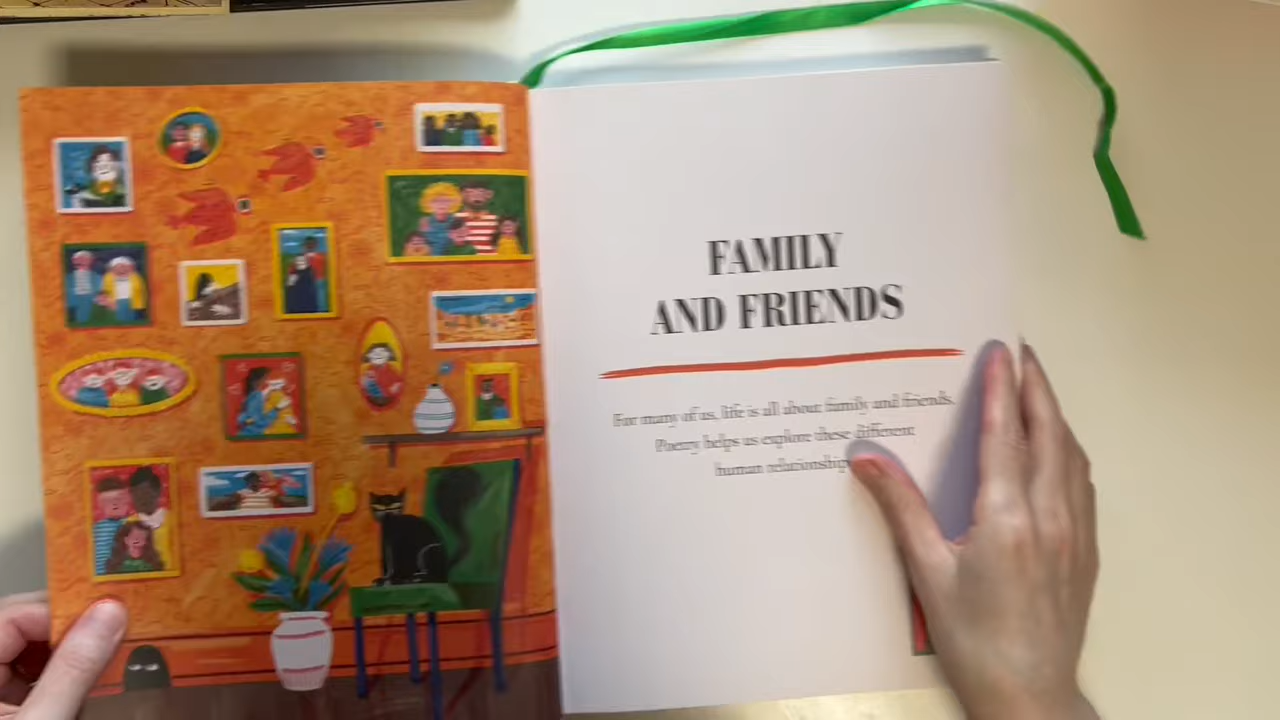 FAMILY
AND FRIENDS
For many of us, life is all about family and friends.
Poetry helps us explore these different
human relationships